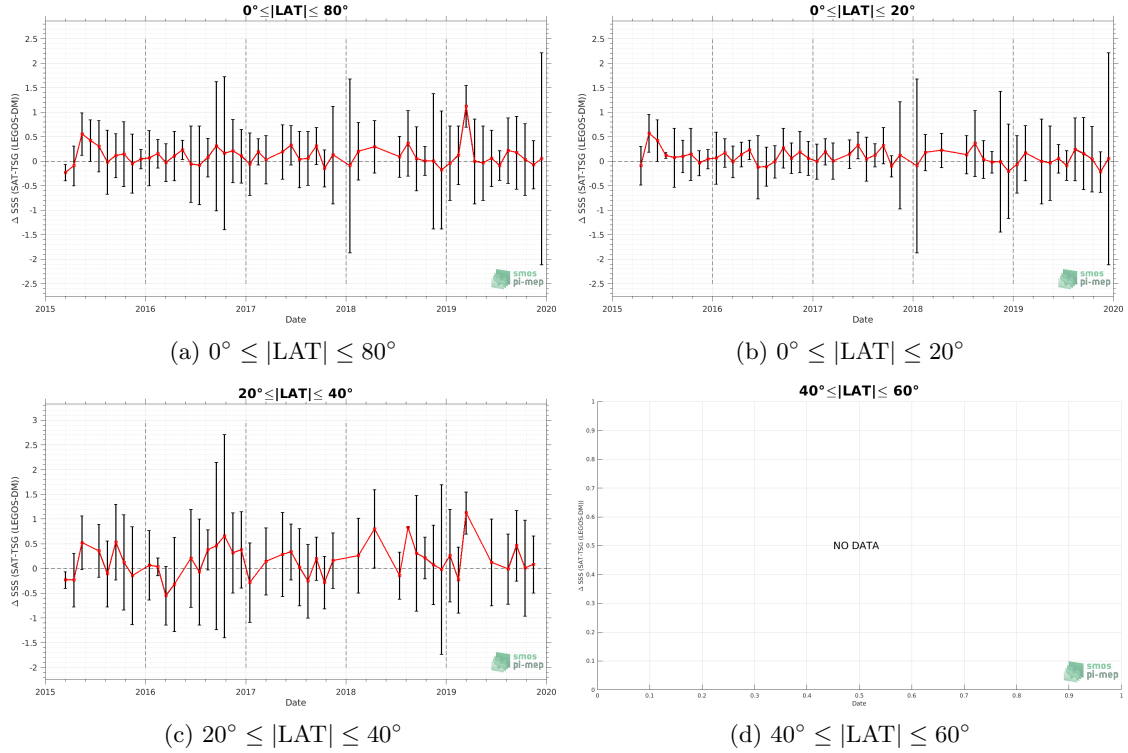 0°≤|LAT|≤ 80°
Δ SSS (SAT-TSG (LEGOS-DM))
2.5
2
1.5
1
0.5
0
-0.5
-1
-1.5
-2
-2.5
2015 2016 2017 2018 2019 2020
Date
smos
pi-mep
(a) 0° ≤ |LAT| ≤ 80°
0°≤|LAT|≤ 20°
Δ SSS (SAT-TSG (LEGOS-DM))
2.5
2
1.5
1
0.5
0
-0.5
-1
-1.5
-2
-2.5
2015 2016 2017 2018 2019 2020
Date
smos
pi-mep
(b) 0° ≤ |LAT| ≤ 20°
20°≤|LAT|≤ 40°
Δ SSS (SAT-TSG (LEGOS-DM))
3
2.5
2
1.5
1
0.5
0
-0.5
-1
-1.5
-2
2015 2016 2017 2018 2019 2020
Date
smos
pi-mep
(c) 20° ≤ |LAT| ≤ 40°
40°≤|LAT|≤ 60°
Δ SSS (SAT-TSG (LEGOS-DM))
1
0.9
0.8
0.7
0.6
0.5
0.4
0.3
0.2
0.1
0
NO DATA
0 0.1 0.2 0.3 0.4 0.5 0.6 0.7 0.8 0.9 1
Date
smos
pi-mep
(d) 40° ≤ |LAT| ≤ 60°